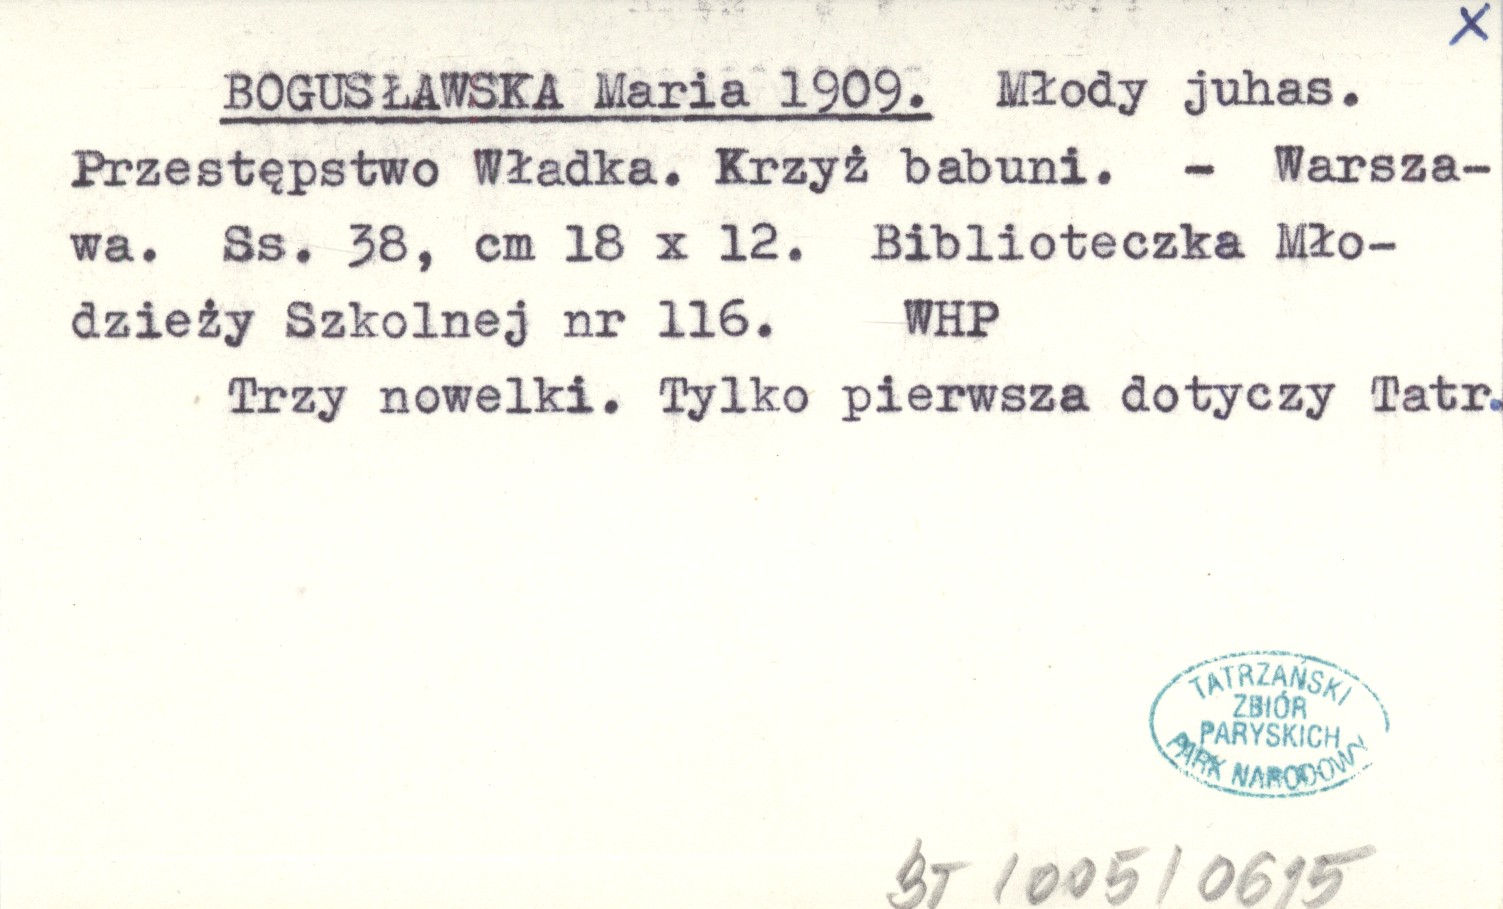 X
BOGUSŁAWSKA Maria 1909. Młody juhas.
Przestępstwo Władka. Krzyż babuni. - Warsza-
wa. Ss. 38, cm 18 x 12. Biblioteczka Mło-
dzieży Szkolnej nr 116. WHP
Trzy nowelki. Tylko pierwsza dotyczy Tatr.
TATRZAŃSKI
ZBIÓR
PARYSKICH
PARK NARODOWY
BT / 005 / 0615